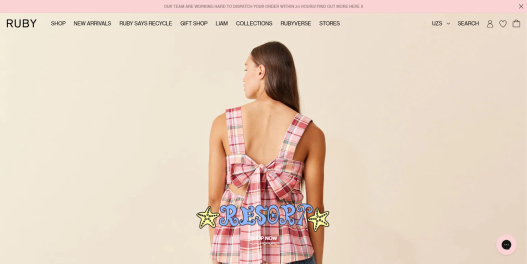 OUR TEAM ARE WORKING HARD TO DISPATCH YOUR ORDER WITHIN 24 HOURS FIND OUT MORE HERE
RUBY
SHOP NEW ARRIVALS RUBY SAYS RECYCLE GIFT SHOP LIAM COLLECTIONS RUBYVERSE STORES
UZS SEARCH
RESORT
SHOP NOW